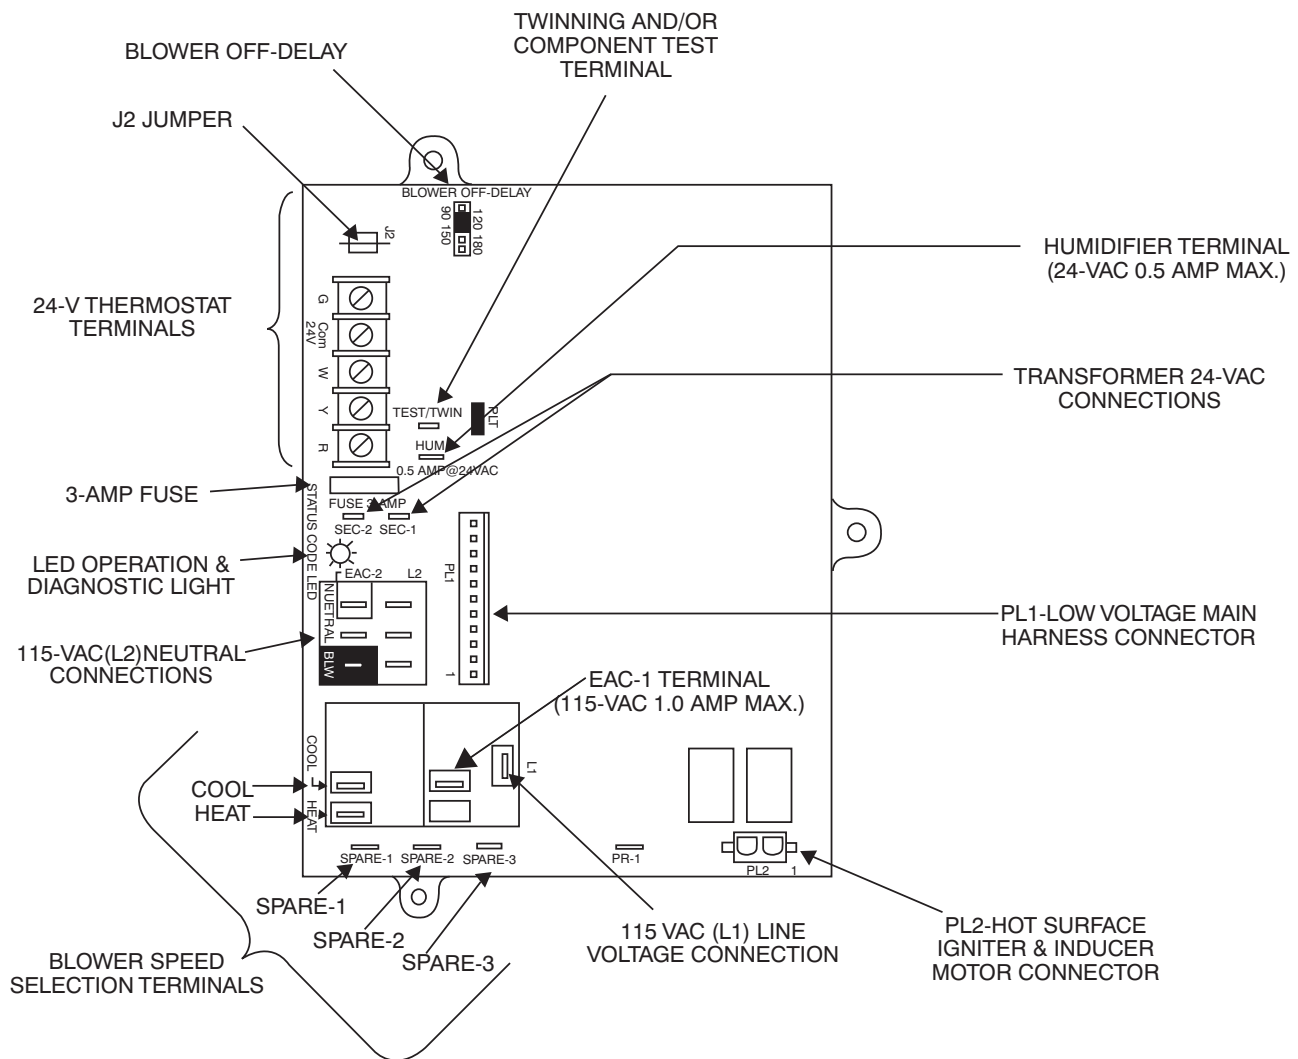 TWINNING AND/OR
COMPONENT TEST
TERMINAL
BLOWER OFF-DELAY
J2 JUMPER
BLOWER OFF-DELAY
90 150
120 180
J2
HUMIDIFIER TERMINAL
(24-VAC 0.5 AMP MAX.)
24-V THERMOSTAT
TERMINALS
G
Com
24V
W
Y
R
TRANSFORMER 24-VAC
CONNECTIONS
TEST/TWIN
PLT
HUM
0.5 AMP@24VAC
3-AMP FUSE
FUSE 3-AMP
STATUS CODE LED
SEC-2
SEC-1
LED OPERATION &
DIAGNOSTIC LIGHT
EAC-2
L2
NUETRAL
BLW
PL1
1
PL1-LOW VOLTAGE MAIN
HARNESS CONNECTOR
115-VAC(L2)NEUTRAL
CONNECTIONS
EAC-1 TERMINAL
(115-VAC 1.0 AMP MAX.)
COOL
HEAT
L1
COOL
HEAT
SPARE-1
SPARE-2
SPARE-3
PR-1
PL2
1
SPARE-1
SPARE-2
SPARE-3
115 VAC (L1) LINE
VOLTAGE CONNECTION
PL2-HOT SURFACE
IGNITER & INDUCER
MOTOR CONNECTOR
BLOWER SPEED
SELECTION TERMINALS